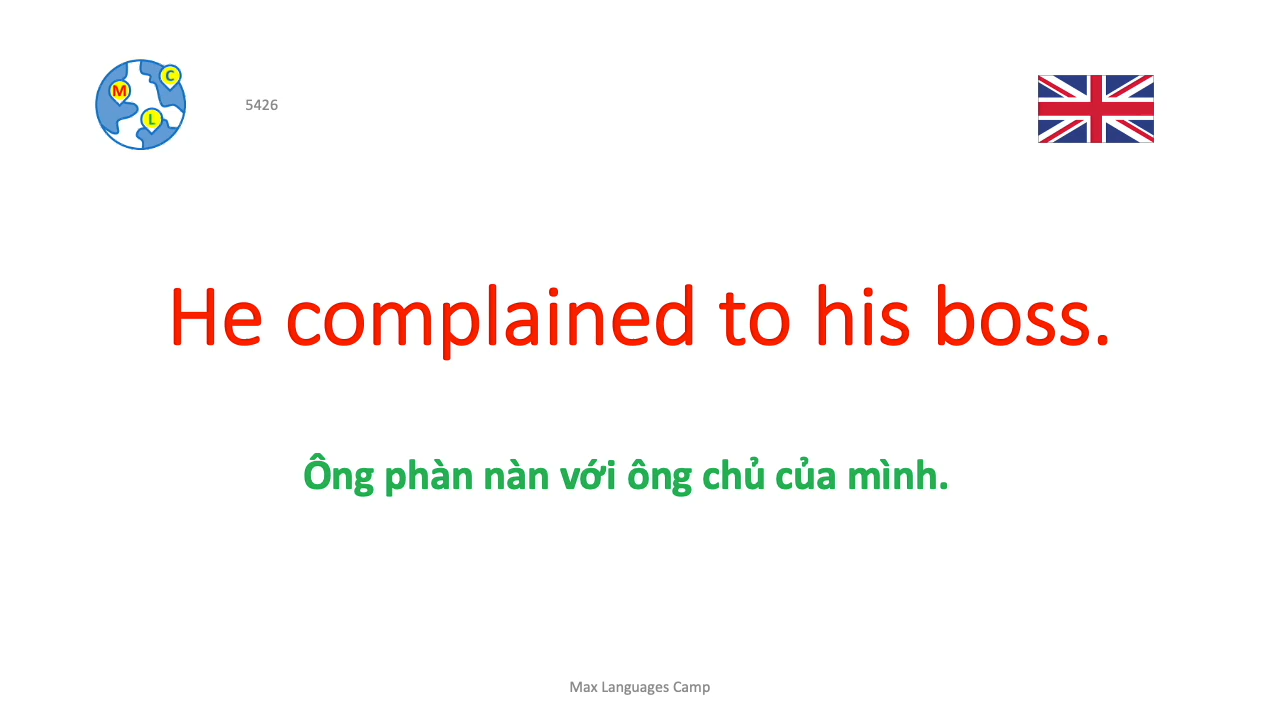 C
M
L
5426
He complained to his boss.
Ông phàn nàn với ông chủ của mình.
Max Languages Camp